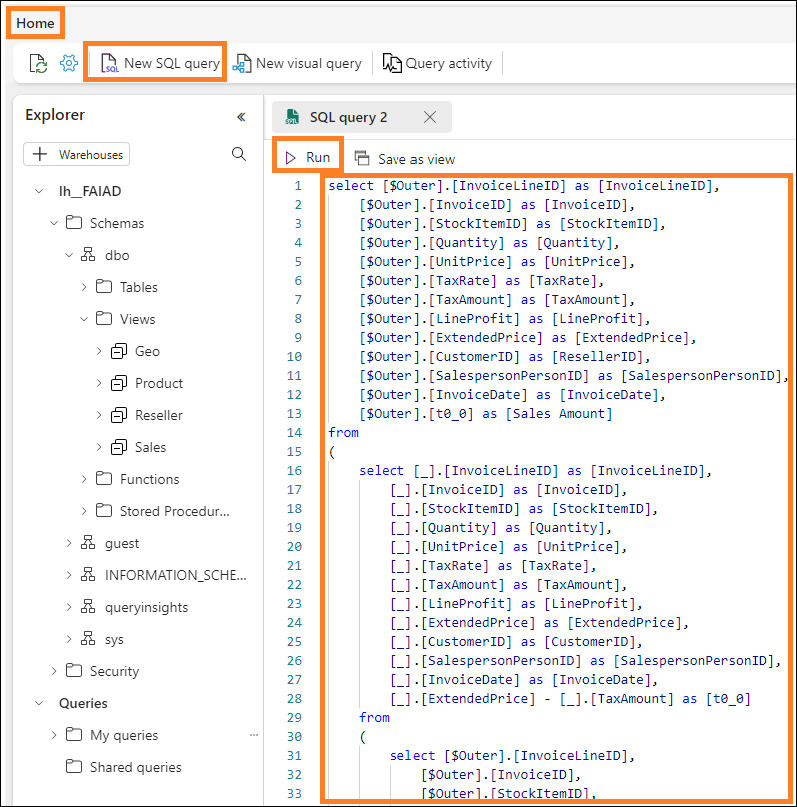 Home
New SQL query
New visual query
Query activity
Explorer
«
+ Warehouses
lh__FAIAD
Schemas
dbo
Tables
Views
Geo
Product
Reseller
Sales
Functions
Stored Procedur...
guest
INFORMATION_SCHE...
queryinsights
sys
Security
Queries
My queries
...
Shared queries
SQL query 2
Run
Save as view
1 select [$Outer].[InvoiceLineID] as [InvoiceLineID],
2 [$Outer].[InvoiceID] as [InvoiceID],
3 [$Outer].[StockItemID] as [StockItemID],
4 [$Outer].[Quantity] as [Quantity],
5 [$Outer].[UnitPrice] as [UnitPrice],
6 [$Outer].[TaxRate] as [TaxRate],
7 [$Outer].[TaxAmount] as [TaxAmount],
8 [$Outer].[LineProfit] as [LineProfit],
9 [$Outer].[ExtendedPrice] as [ExtendedPrice],
10 [$Outer].[CustomerID] as [ResellerID],
11 [$Outer].[SalespersonPersonID] as [SalespersonPersonID],
12 [$Outer].[InvoiceDate] as [InvoiceDate],
13 [$Outer].[t0_0] as [Sales Amount]
14 from
15 (
16 select [_].[InvoiceLineID] as [InvoiceLineID],
17 [_].[InvoiceID] as [InvoiceID],
18 [_].[StockItemID] as [StockItemID],
19 [_].[Quantity] as [Quantity],
20 [_].[UnitPrice] as [UnitPrice],
21 [_].[TaxRate] as [TaxRate],
22 [_].[TaxAmount] as [TaxAmount],
23 [_].[LineProfit] as [LineProfit],
24 [_].[ExtendedPrice] as [ExtendedPrice],
25 [_].[CustomerID] as [CustomerID],
26 [_].[SalespersonPersonID] as [SalespersonPersonID],
27 [_].[InvoiceDate] as [InvoiceDate],
28 [_].[ExtendedPrice] - [_].[TaxAmount] as [t0_0]
29 from
30 (
31 select [$Outer].[InvoiceLineID],
32 [$Outer].[InvoiceID],
33 [$Outer].[StockItemID],